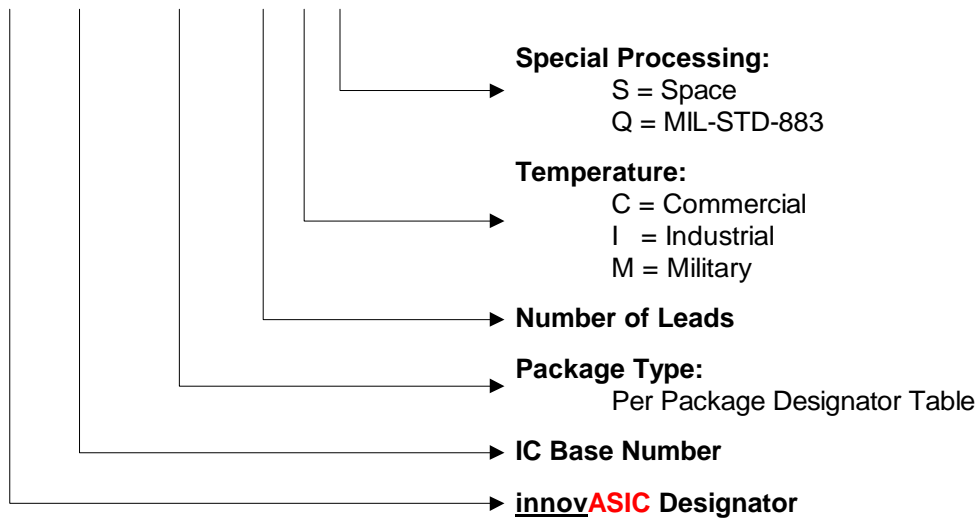 Special Processing:
S = Space
Q = MIL-STD-883
Temperature:
C = Commercial
I = Industrial
M = Military
Number of Leads
Package Type:
Per Package Designator Table
IC Base Number
innovASIC Designator